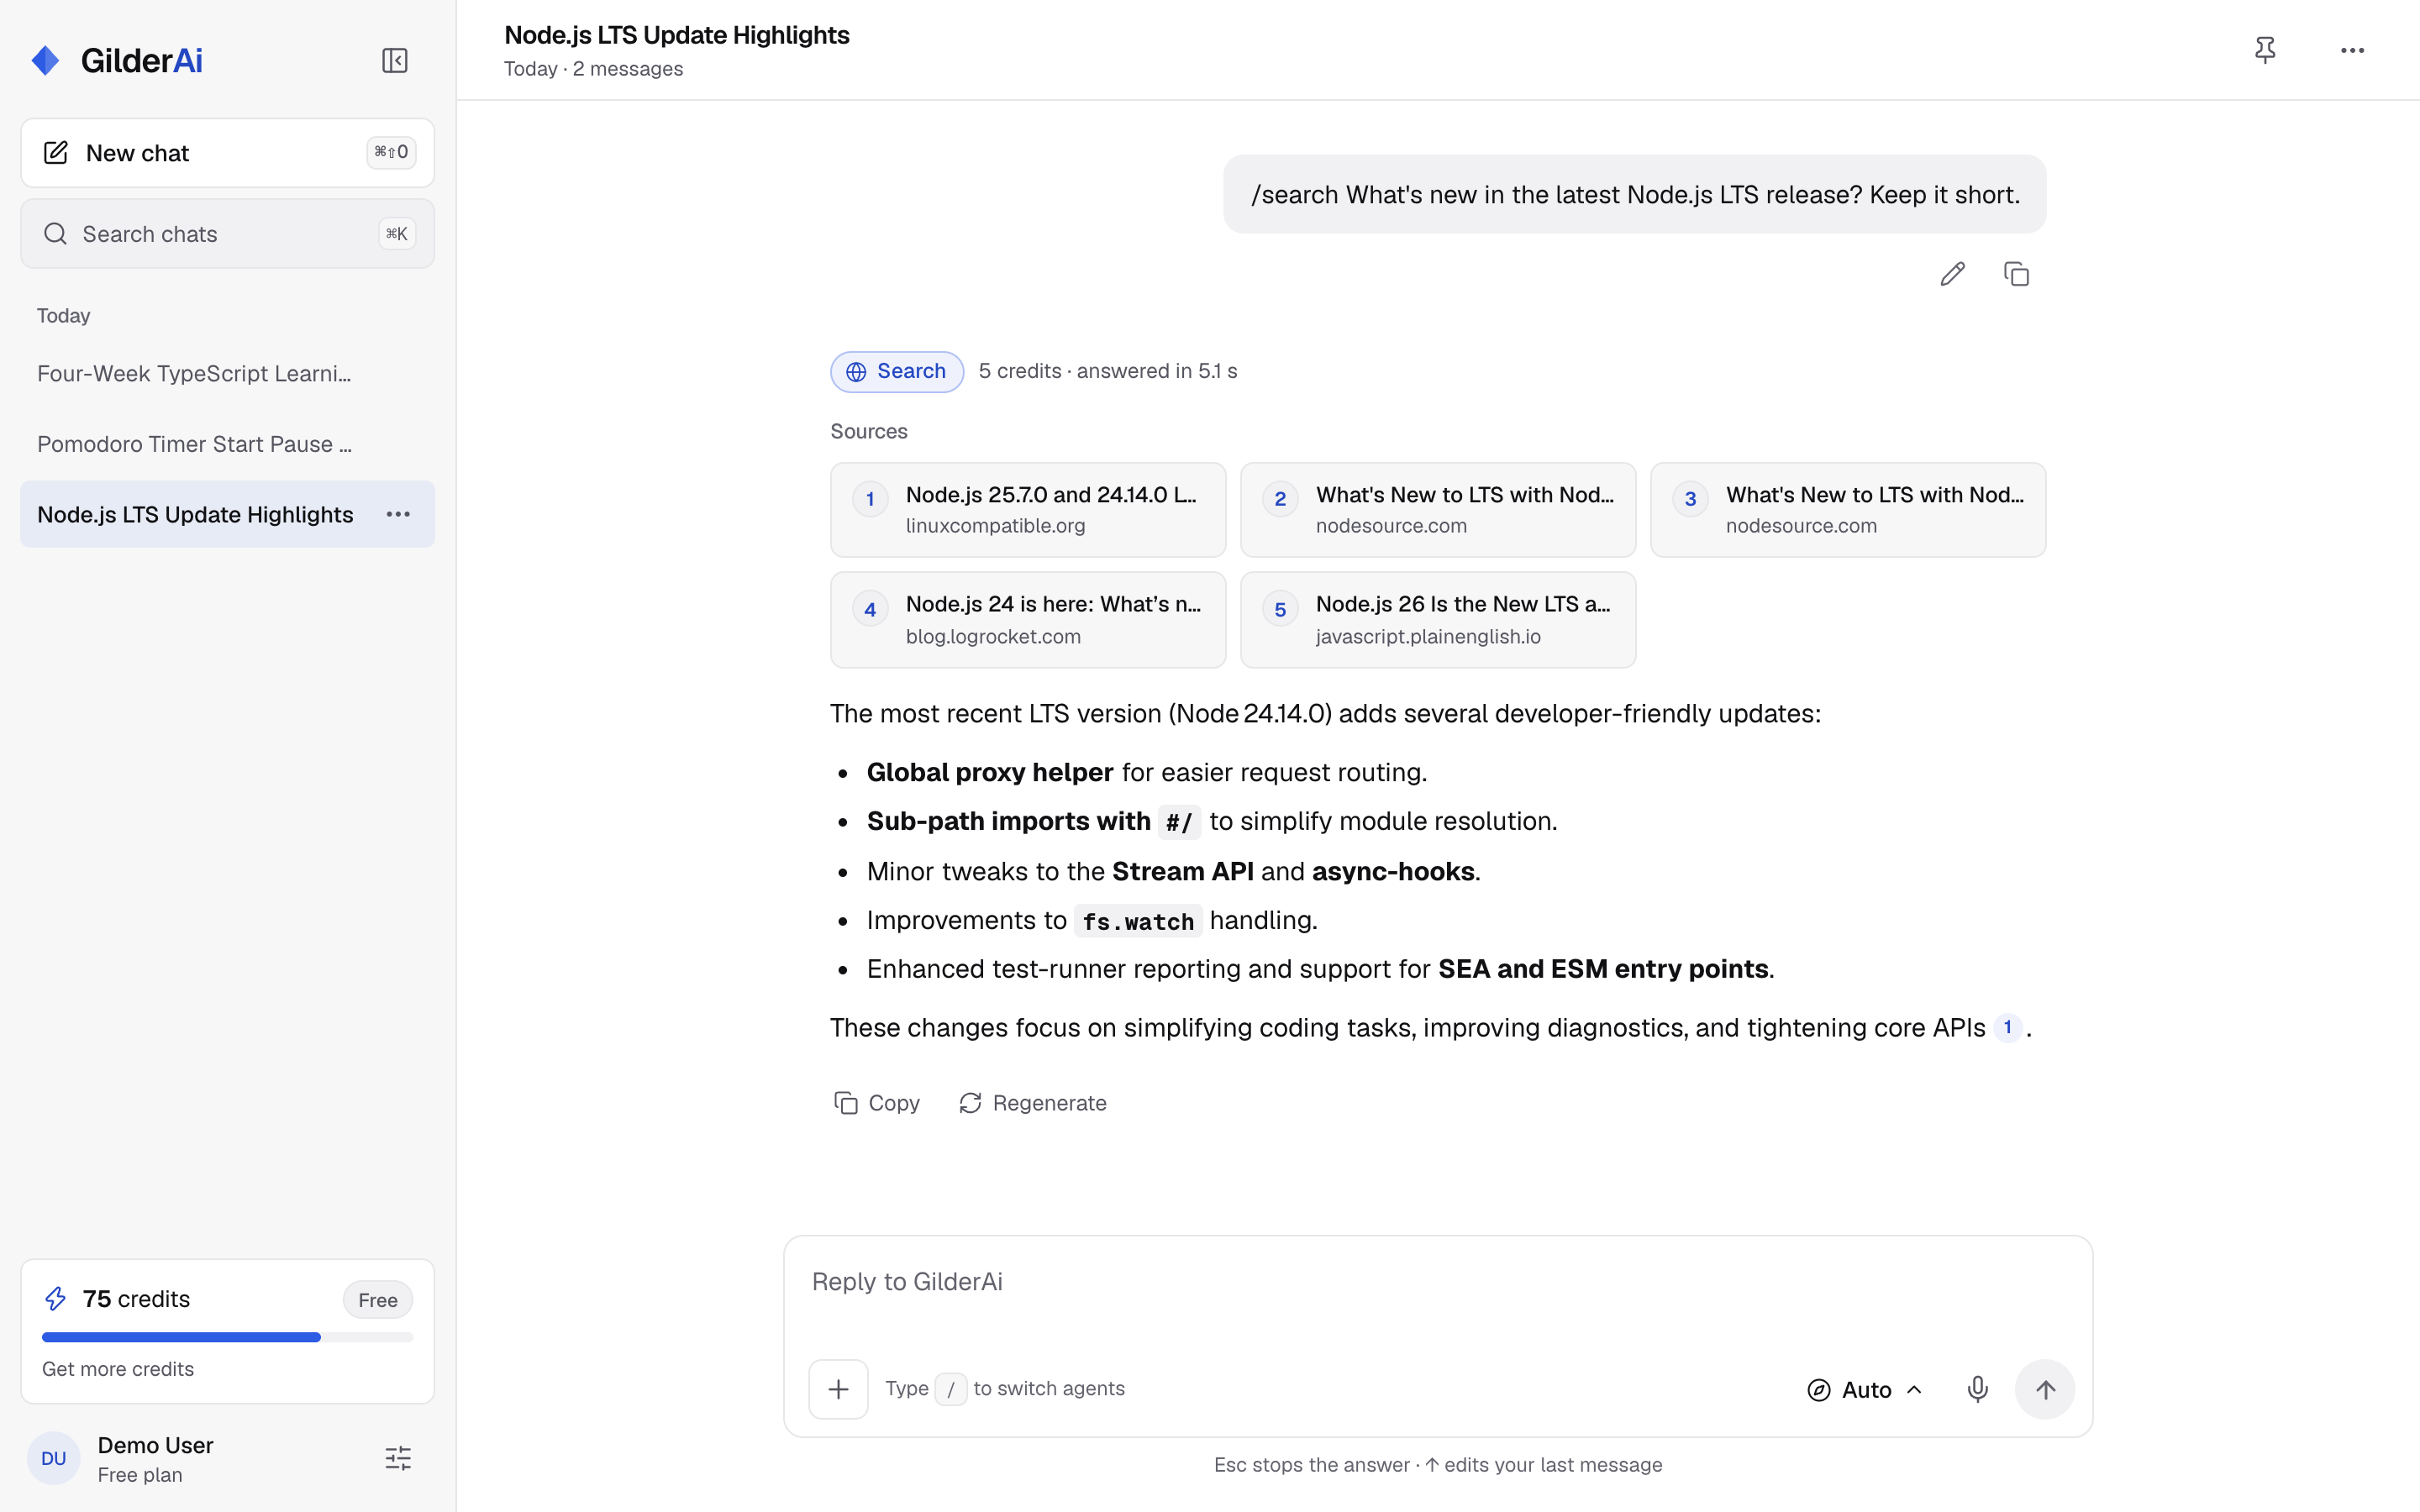 GilderAi
New chat
⌘⇧O
Search chats
⌘K
Today
Four-Week TypeScript Learni...
Pomodoro Timer Start Pause ...
Node.js LTS Update Highlights
75 credits
Free
Get more credits
DU
Demo User
Free plan
Node.js LTS Update Highlights
Today · 2 messages
/search What's new in the latest Node.js LTS release? Keep it short.
Search
5 credits · answered in 5.1 s
Sources
1
Node.js 25.7.0 and 24.14.0 L...
linuxcompatible.org
2
What's New to LTS with Nod...
nodesource.com
3
What's New to LTS with Nod...
nodesource.com
4
Node.js 24 is here: What’s n...
blog.logrocket.com
5
Node.js 26 Is the New LTS a...
javascript.plainenglish.io
The most recent LTS version (Node 24.14.0) adds several developer-friendly updates:
• Global proxy helper for easier request routing.
• Sub-path imports with #/ to simplify module resolution.
• Minor tweaks to the Stream API and async-hooks.
• Improvements to fs.watch handling.
• Enhanced test-runner reporting and support for SEA and ESM entry points.
These changes focus on simplifying coding tasks, improving diagnostics, and tightening core APIs 1.
Copy
Regenerate
Reply to GilderAi
Type / to switch agents
Auto
Esc stops the answer · ↑ edits your last message